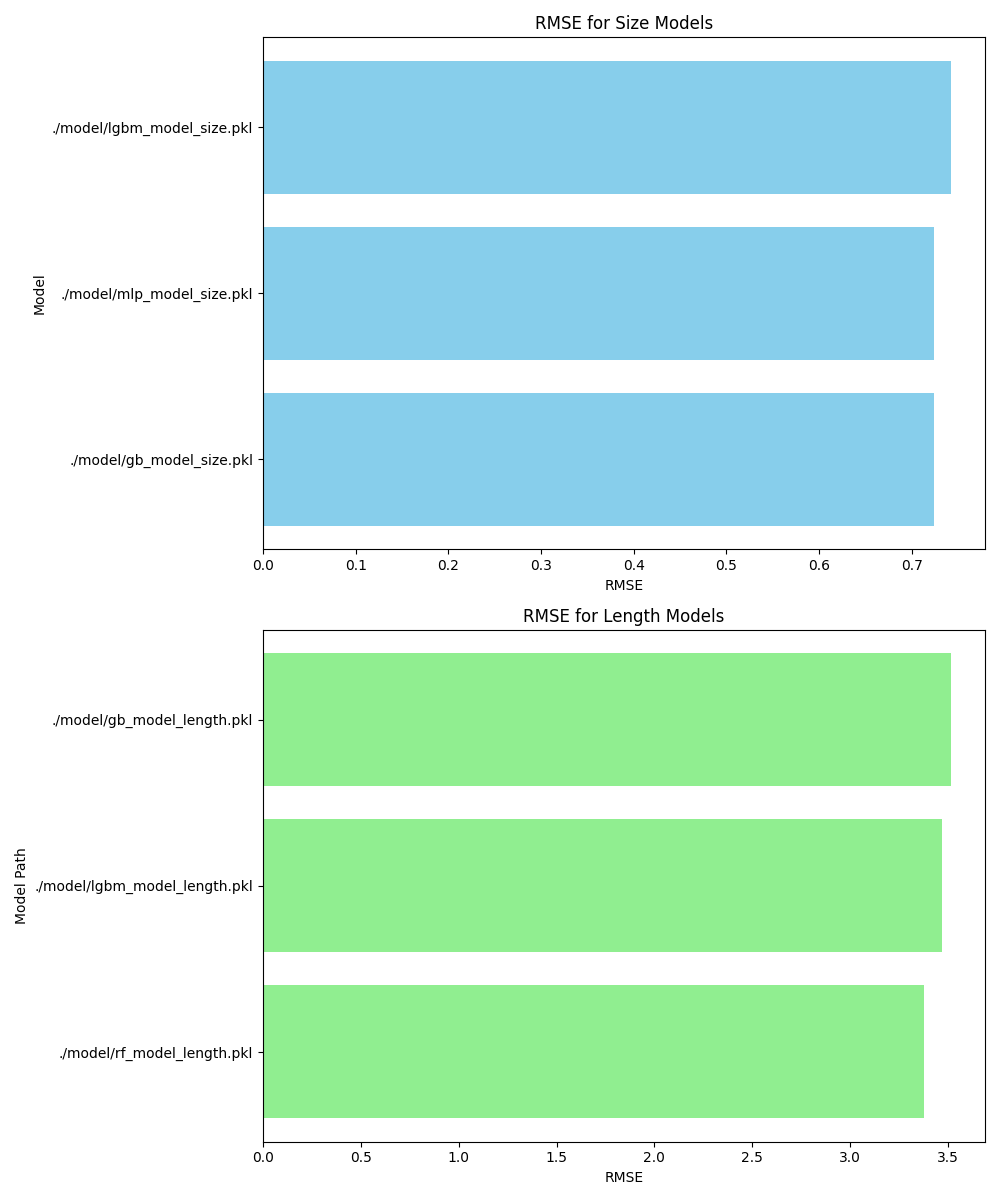 RMSE for Size Models
./model/lgbm_model_size.pkl
./model/mlp_model_size.pkl
./model/gb_model_size.pkl
Model
0.0 0.1 0.2 0.3 0.4 0.5 0.6 0.7
RMSE
RMSE for Length Models
./model/gb_model_length.pkl
./model/lgbm_model_length.pkl
./model/rf_model_length.pkl
Model Path
0.0 0.5 1.0 1.5 2.0 2.5 3.0 3.5
RMSE